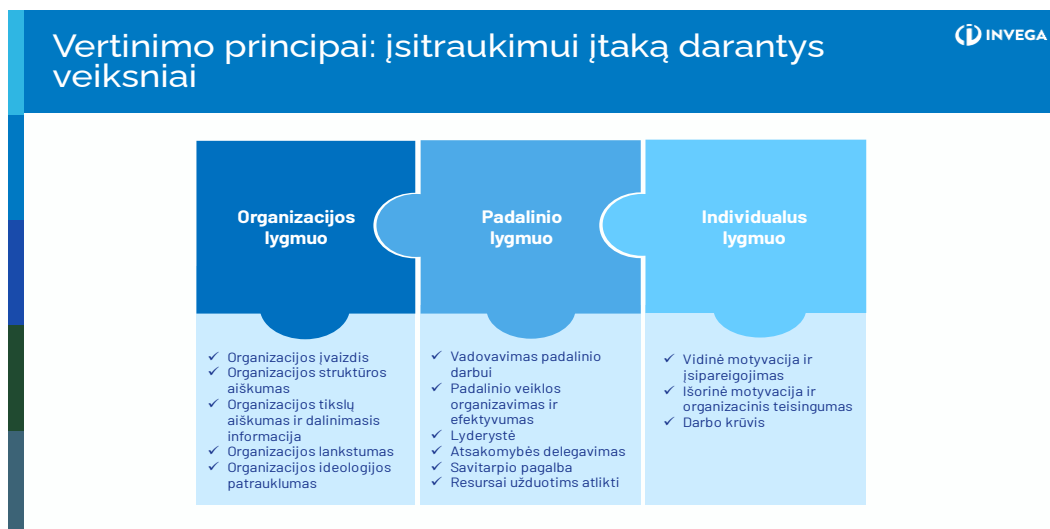 Vertinimo principai: įsitraukimui įtaką darantys
veiksniai
INVEGA
Organizacijos
lygmuo
Padalinio
lygmuo
Individualus
lygmuo
✓ Organizacijos įvaizdis
✓ Organizacijos struktūros
aiškumas
✓ Organizacijos tikslų
aiškumas ir dalinimasis
informacija
✓ Organizacijos lankstumas
✓ Organizacijos ideologijos
patrauklumas
✓ Vadovavimas padalinio
darbui
✓ Padalinio veiklos
organizavimas ir
efektyvumas
✓ Lyderystė
✓ Atsakomybės delegavimas
✓ Savitarpio pagalba
✓ Resursai užduotims atlikti
✓ Vidinė motyvacija ir
įsipareigojimas
✓ Išorinė motyvacija ir
organizacinis teisingumas
✓ Darbo krūvis